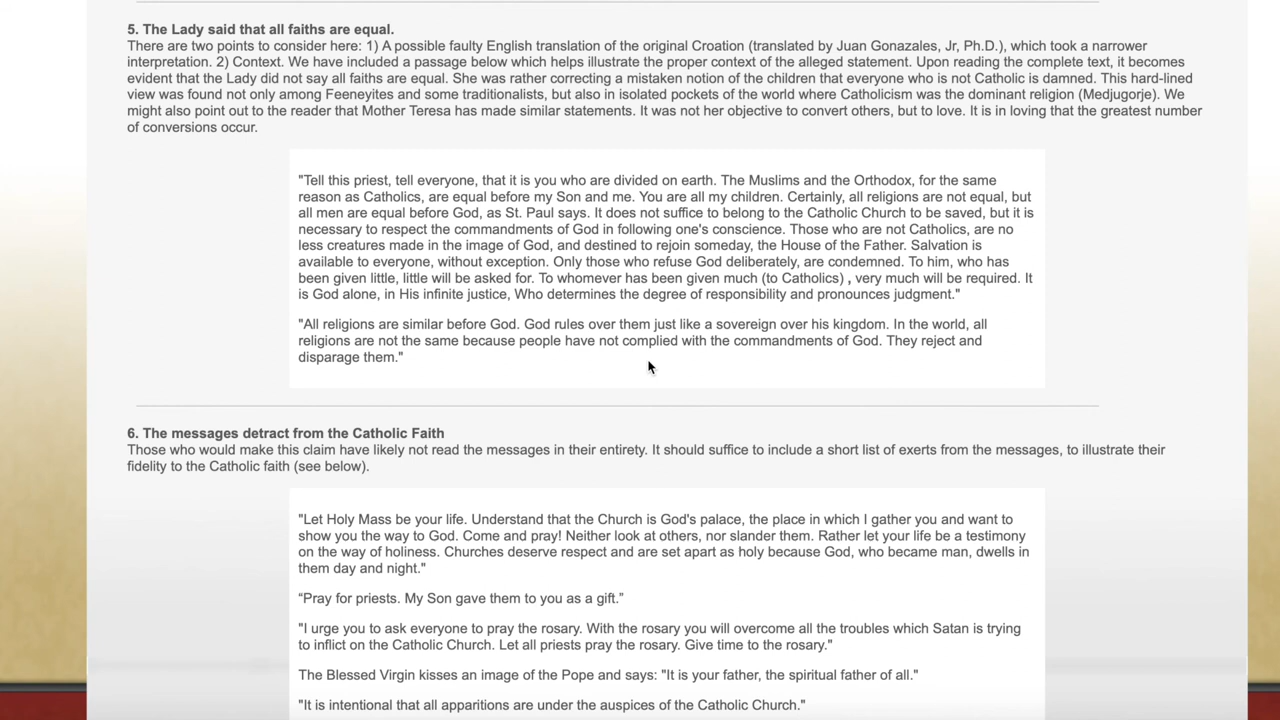 5. The Lady said that all faiths are equal.
There are two points to consider here: 1) A possible faulty English translation of the original Croation (translated by Juan Gonazales, Jr, Ph.D.), which took a narrower
interpretation. 2) Context. We have included a passage below which helps illustrate the proper context of the alleged statement. Upon reading the complete text, it becomes
evident that the Lady did not say all faiths are equal. She was rather correcting a mistaken notion of the children that everyone who is not Catholic is damned. This hard-lined
view was found not only among Feeneyites and some traditionalists, but also in isolated pockets of the world where Catholicism was the dominant religion (Medjugorje). We
might also point out to the reader that Mother Teresa has made similar statements. It was not her objective to convert others, but to love. It is in loving that the greatest number
of conversions occur.
"Tell this priest, tell everyone, that it is you who are divided on earth. The Muslims and the Orthodox, for the same
reason as Catholics, are equal before my Son and me. You are all my children. Certainly, all religions are not equal, but
all men are equal before God, as St. Paul says. It does not suffice to belong to the Catholic Church to be saved, but it is
necessary to respect the commandments of God in following one's conscience. Those who are not Catholics, are no
less creatures made in the image of God, and destined to rejoin someday, the House of the Father. Salvation is
available to everyone, without exception. Only those who refuse God deliberately, are condemned. To him, who has
been given little, little will be asked for. To whomever has been given much (to Catholics) , very much will be required. It
is God alone, in His infinite justice, Who determines the degree of responsibility and pronounces judgment."
"All religions are similar before God. God rules over them just like a sovereign over his kingdom. In the world, all
religions are not the same because people have not complied with the commandments of God. They reject and
disparage them."
6. The messages detract from the Catholic Faith
Those who would make this claim have likely not read the messages in their entirety. It should suffice to include a short list of exerts from the messages, to illustrate their
fidelity to the Catholic faith (see below).
"Let Holy Mass be your life. Understand that the Church is God's palace, the place in which I gather you and want to
show you the way to God. Come and pray! Neither look at others, nor slander them. Rather let your life be a testimony
on the way of holiness. Churches deserve respect and are set apart as holy because God, who became man, dwells in
them day and night."
“Pray for priests. My Son gave them to you as a gift.”
"I urge you to ask everyone to pray the rosary. With the rosary you will overcome all the troubles which Satan is trying
to inflict on the Catholic Church. Let all priests pray the rosary. Give time to the rosary."
The Blessed Virgin kisses an image of the Pope and says: "It is your father, the spiritual father of all."
"It is intentional that all apparitions are under the auspices of the Catholic Church."